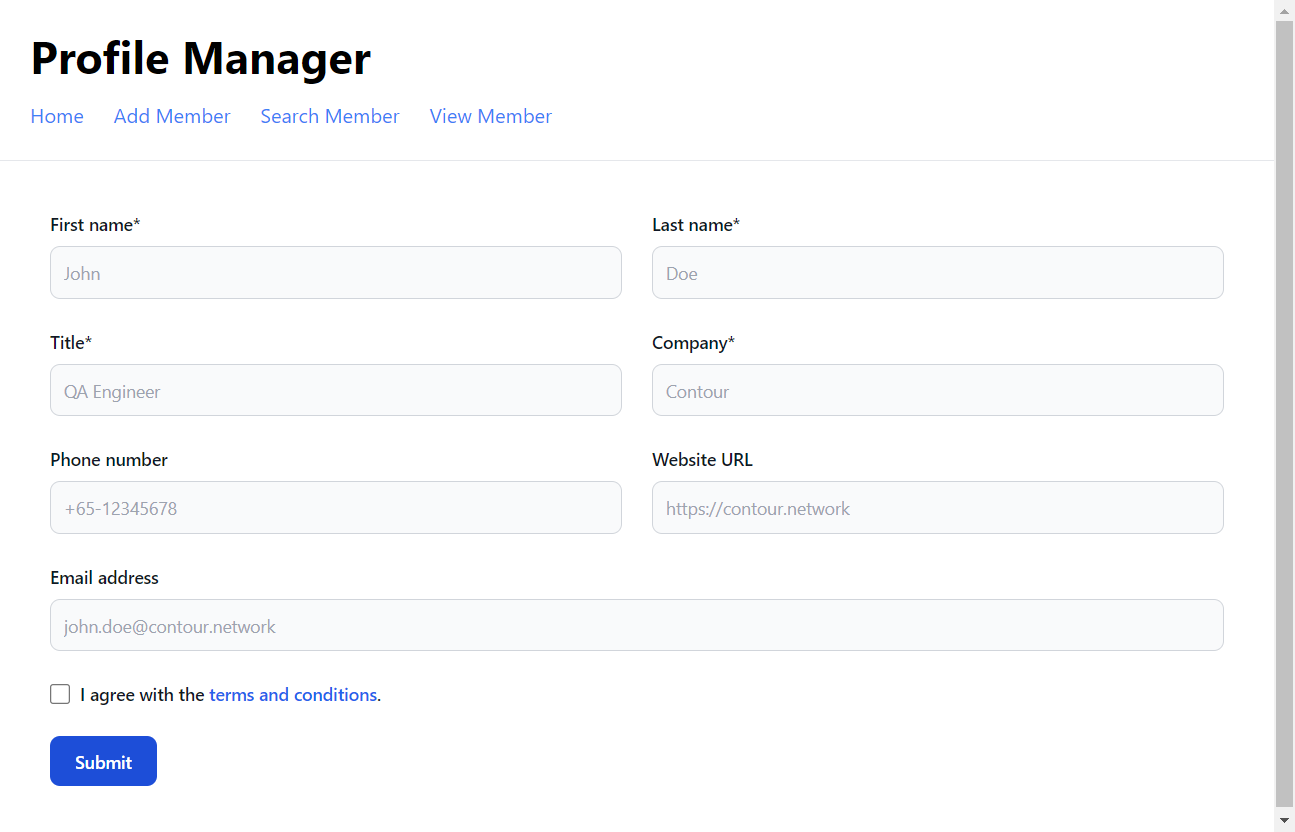 Profile Manager
Home Add Member Search Member View Member
First name* Last name*
John Doe
Title* Company*
QA Engineer Contour
Phone number Website URL
+65-12345678 https://contour.network
Email address
john.doe@contour.network
I agree with the terms and conditions.
Submit